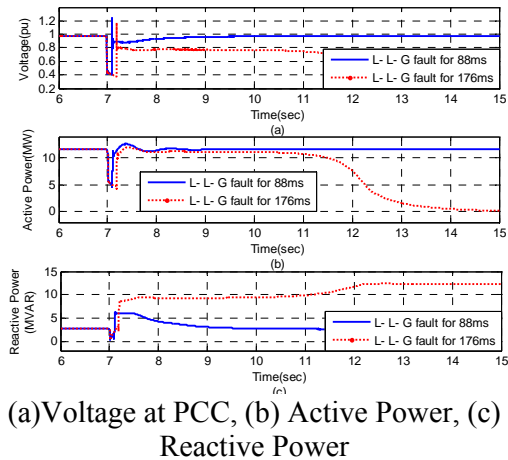 Voltage(pu)
1.2
1
0.8
0.6
0.4
0.2
L- L- G fault for 88ms
L- L- G fault for 176ms
6 7 8 9 10 11 12 13 14 15
Time(sec)
(a)
Active Power(MW)
10
5
0
L- L- G fault for 88ms
L- L- G fault for 176ms
6 7 8 9 10 11 12 13 14 15
Time(sec)
(b)
Reactive Power
(MVAR)
15
10
5
0
L- L- G fault for 88ms
L- L- G fault for 176ms
6 7 8 9 10 11 12 13 14 15
Time(sec)
(c)
(a)Voltage at PCC, (b) Active Power, (c)
Reactive Power